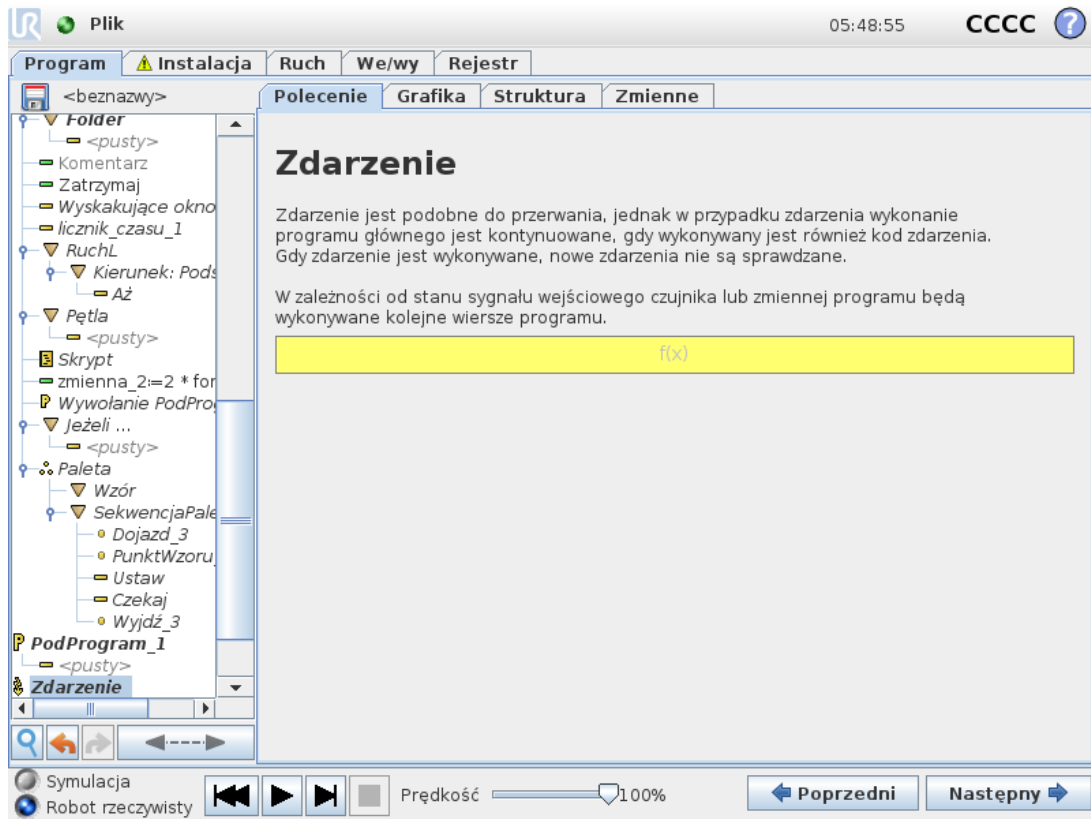 UR Plik 05:48:55 CCCC ?
Program Instalacja Ruch We/wy Rejestr
<beznazwy>
Polecenie Grafika Struktura Zmienne
Folder
<pusty>
Komentarz
Zatrzymaj
Wyskakujące okno
licznik_czasu_1
RuchL
Kierunek: Pods
Aż
Pętla
<pusty>
Skrypt
zmienna_2:=2 * for
P Wywołanie PodPro
Jeżeli ...
<pusty>
Paleta
Wzór
SekwencjaPale
Dojazd_3
PunktWzoru
Ustaw
Czekaj
Wyjdź_3
P PodProgram_1
<pusty>
Zdarzenie
Zdarzenie
Zdarzenie jest podobne do przerwania, jednak w przypadku zdarzenia wykonanie
programu głównego jest kontynuowane, gdy wykonywany jest również kod zdarzenia.
Gdy zdarzenie jest wykonywane, nowe zdarzenia nie są sprawdzane.
W zależności od stanu sygnału wejściowego czujnika lub zmiennej programu będą
wykonywane kolejne wiersze programu.
f(x)
Symulacja
Robot rzeczywisty
Prędkość 100%
Poprzedni Następny